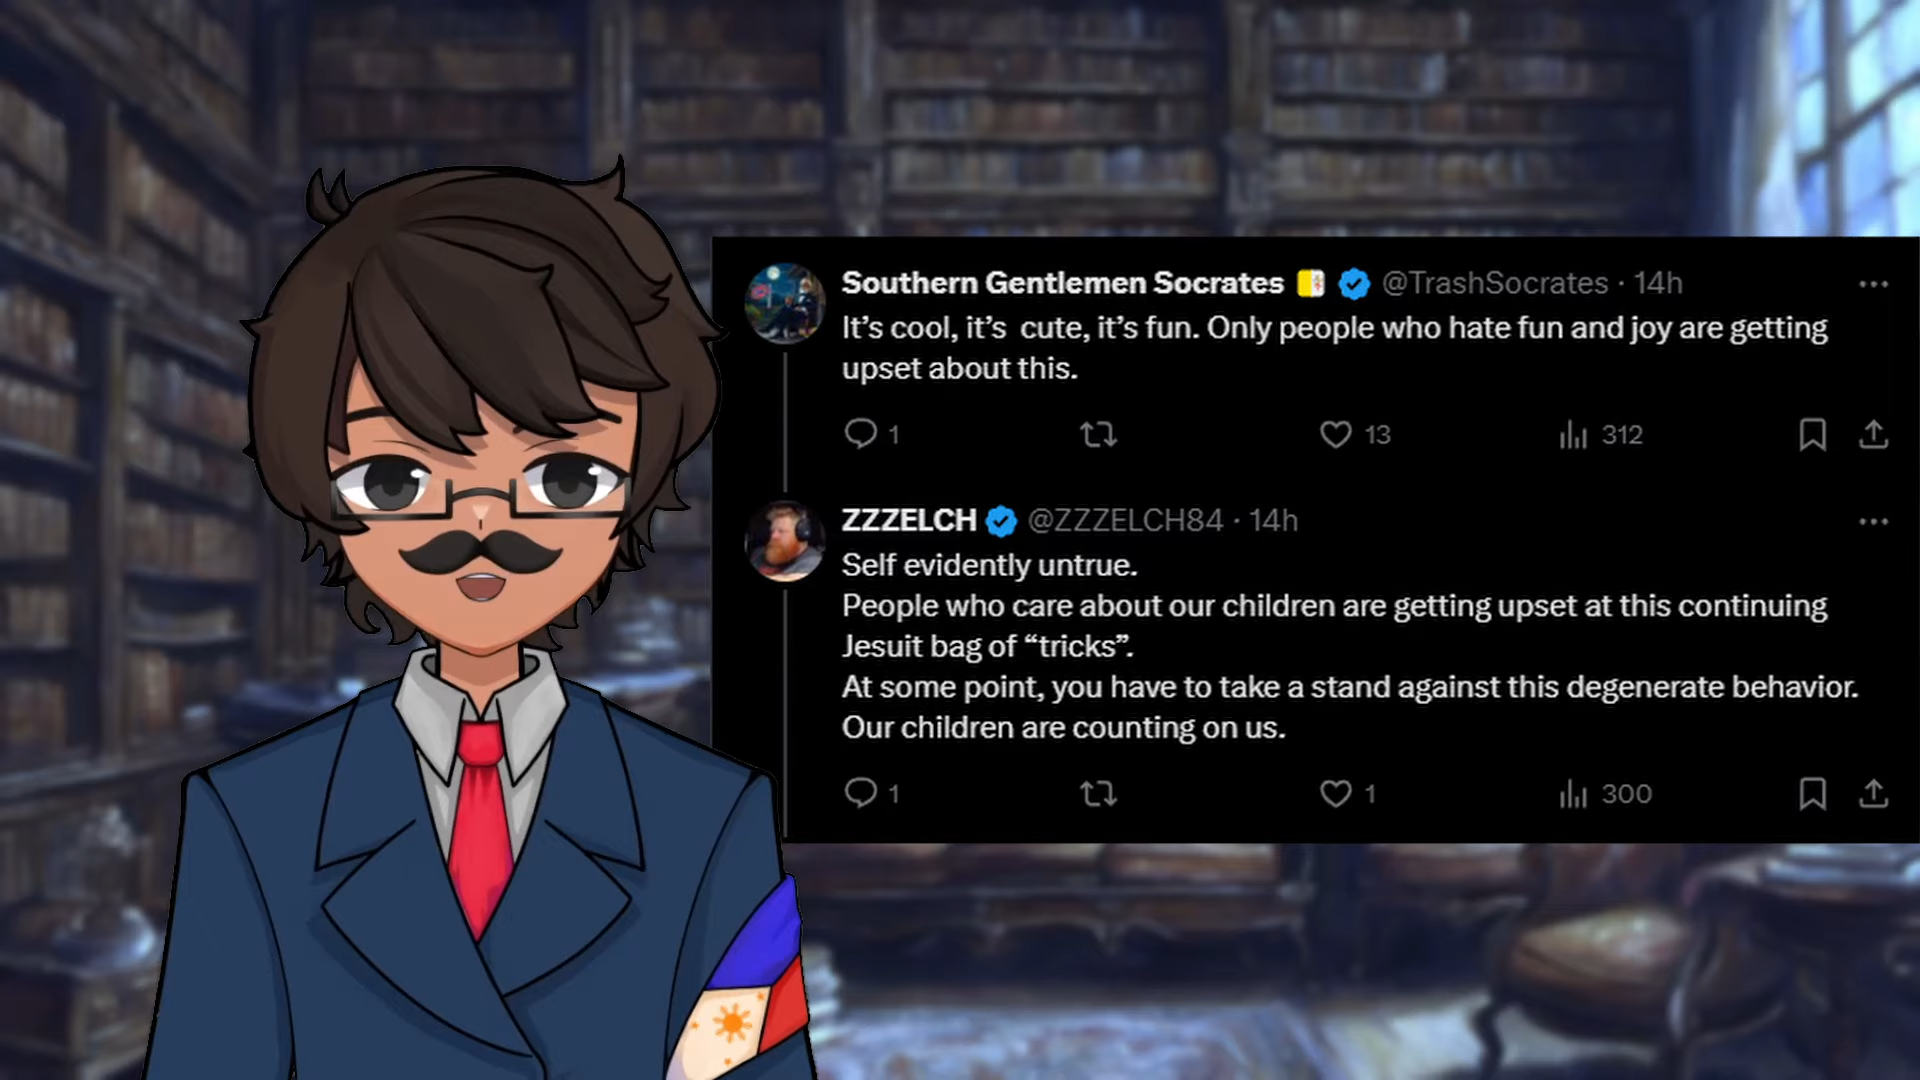 Southern Gentlemen Socrates 🇻🇦 @TrashSocrates · 14h
It’s cool, it’s  cute, it’s fun. Only people who hate fun and joy are getting
upset about this.
1 13 312
ZZZELCH @ZZZELCH84 · 14h
Self evidently untrue.
People who care about our children are getting upset at this continuing
Jesuit bag of “tricks”.
At some point, you have to take a stand against this degenerate behavior.
Our children are counting on us.
1 1 300